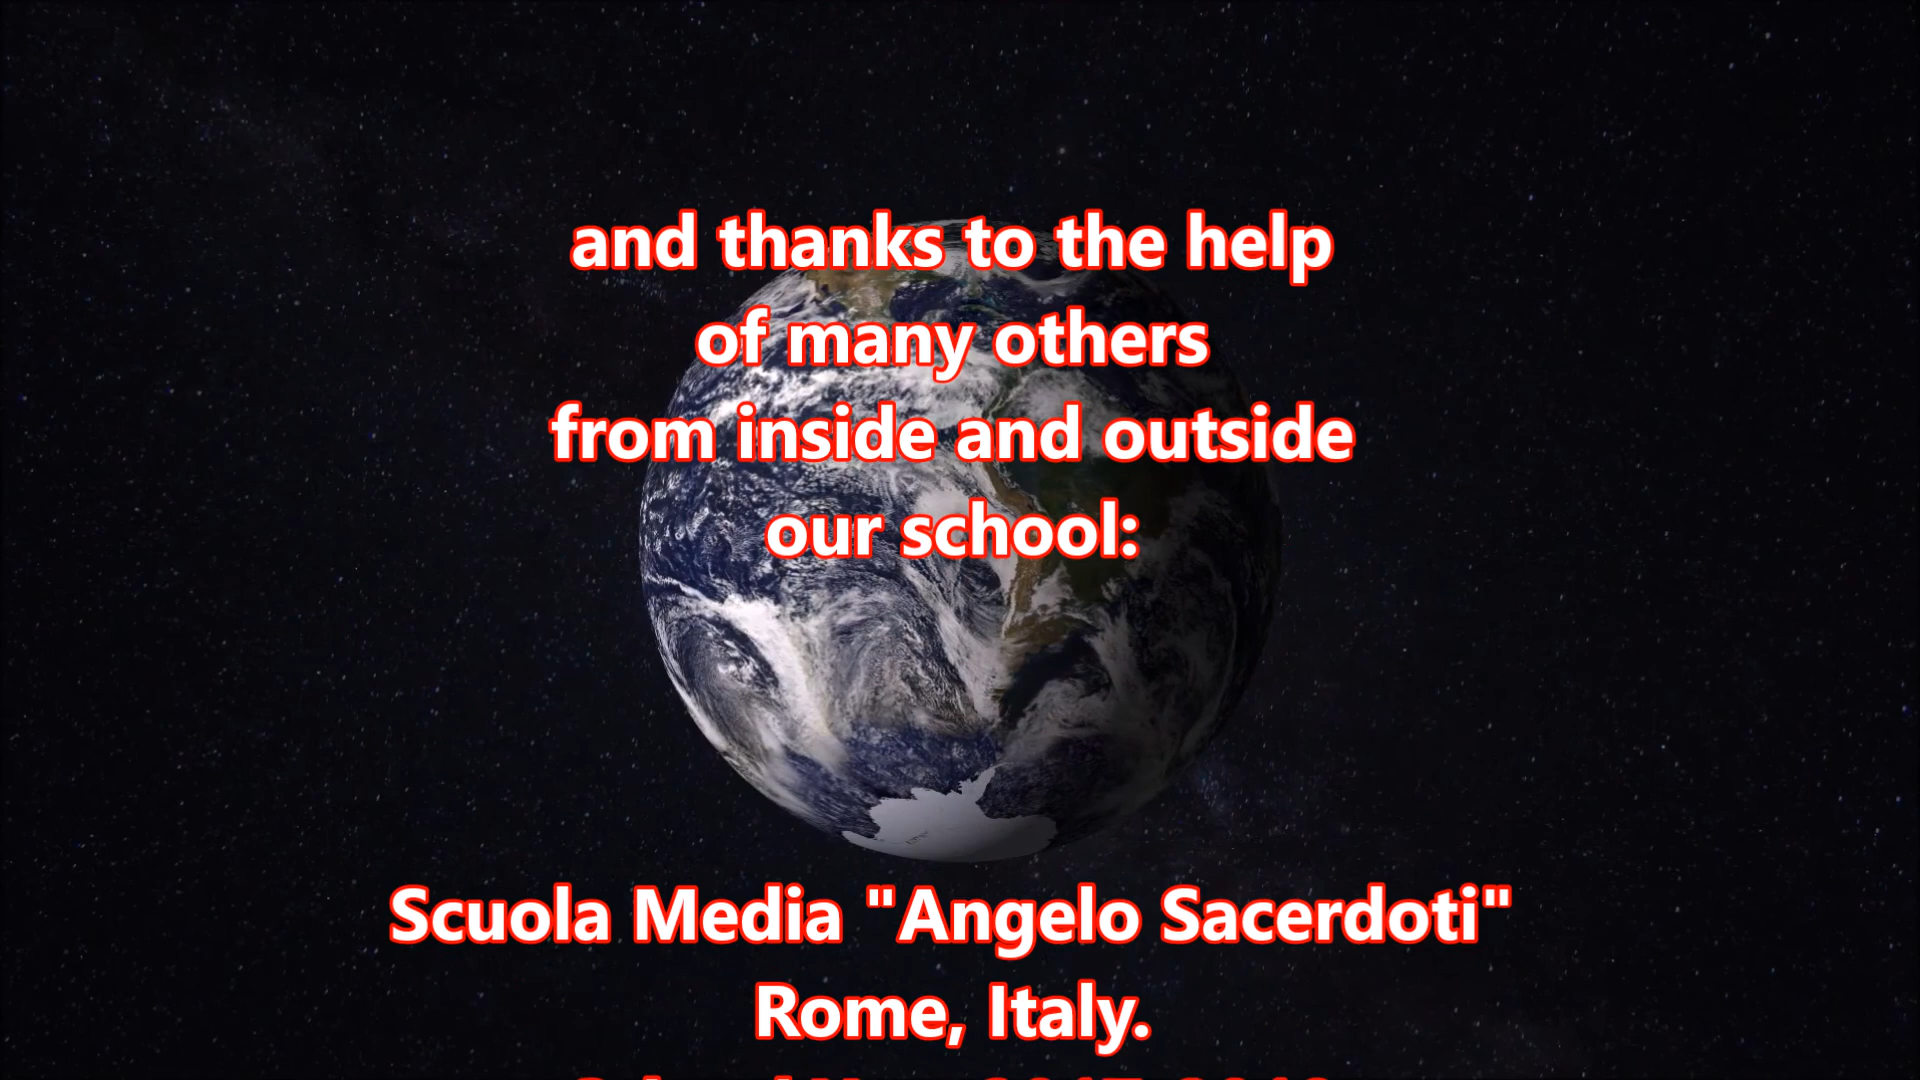 and thanks to the help
of many others
from inside and outside
our school:
Scuola Media "Angelo Sacerdoti"
Rome, Italy.